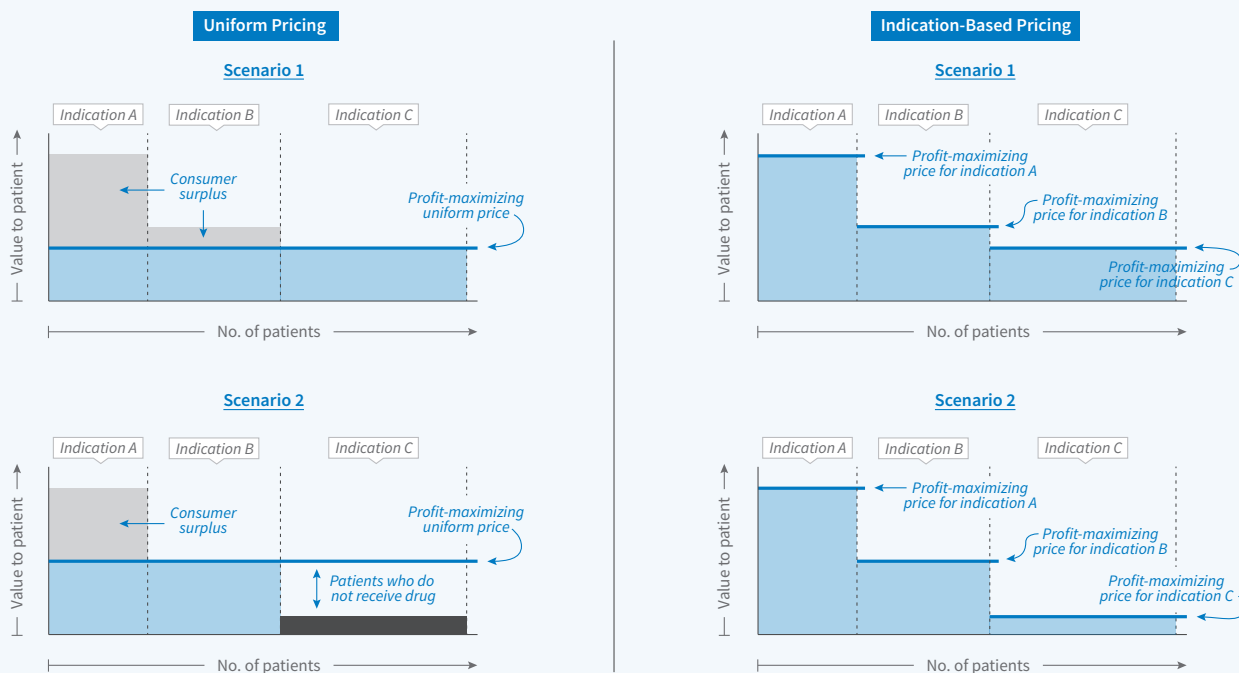 Uniform Pricing
Scenario 1
Indication A
Indication B
Indication C
Value to patient
Consumer
surplus
Profit-maximizing
uniform price
No. of patients
Scenario 2
Indication A
Indication B
Indication C
Value to patient
Consumer
surplus
Profit-maximizing
uniform price
Patients who do
not receive drug
No. of patients
Indication-Based Pricing
Scenario 1
Indication A
Indication B
Indication C
Value to patient
Profit-maximizing
price for indication A
Profit-maximizing
price for indication B
Profit-maximizing
price for indication C
No. of patients
Scenario 2
Indication A
Indication B
Indication C
Value to patient
Profit-maximizing
price for indication A
Profit-maximizing
price for indication B
Profit-maximizing
price for indication C
No. of patients